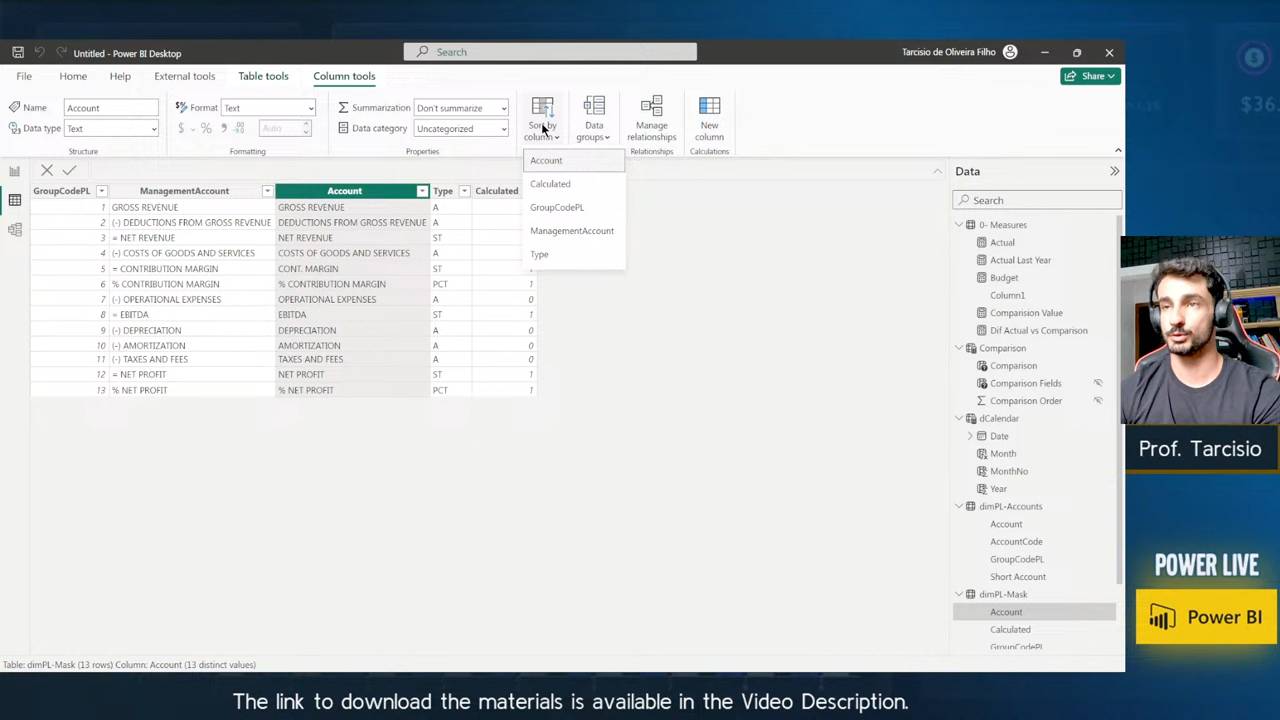 Untitled - Power BI Desktop
Search
Tarcisio de Oliveira Filho
File
Home
Help
External tools
Table tools
Column tools
Share
Name
Account
Format
Text
Summarization
Don't summarize
Data type
Text
$
%
Auto
Data category
Uncategorized
Sort by
column
Data
groups
Manage
relationships
New
column
Structure
Formatting
Properties
Relationships
Calculations
Account
Calculated
GroupCodePL
ManagementAccount
Type
GroupCodePL ManagementAccount Account Type Calculated
1 GROSS REVENUE GROSS REVENUE A
2 (-) DEDUCTIONS FROM GROSS REVENUE DEDUCTIONS FROM GROSS REVENUE A
3 = NET REVENUE NET REVENUE ST
4 (-) COSTS OF GOODS AND SERVICES COSTS OF GOODS AND SERVICES A
5 = CONTRIBUTION MARGIN CONT. MARGIN ST 1
6 % CONTRIBUTION MARGIN % CONTRIBUTION MARGIN PCT 1
7 (-) OPERATIONAL EXPENSES OPERATIONAL EXPENSES A 0
8 = EBITDA EBITDA ST 1
9 (-) DEPRECIATION DEPRECIATION A 0
10 (-) AMORTIZATION AMORTIZATION A 0
11 (-) TAXES AND FEES TAXES AND FEES A 0
12 = NET PROFIT NET PROFIT ST 1
13 % NET PROFIT % NET PROFIT PCT 1
Data
Search
0- Measures
Actual
Actual Last Year
Budget
Column1
Comparision Value
Dif Actual vs Comparison
Comparison
Comparison
Comparison Fields
Comparison Order
dCalendar
Date
Month
MonthNo
Year
dimPL-Accounts
Account
AccountCode
GroupCodePL
Short Account
dimPL-Mask
Account
Calculated
GroupCodePL
Table: dimPL-Mask (13 rows) Column: Account (13 distinct values)
Prof. Tarcisio
POWER LIVE
Power BI
The link to download the materials is available in the Video Description.